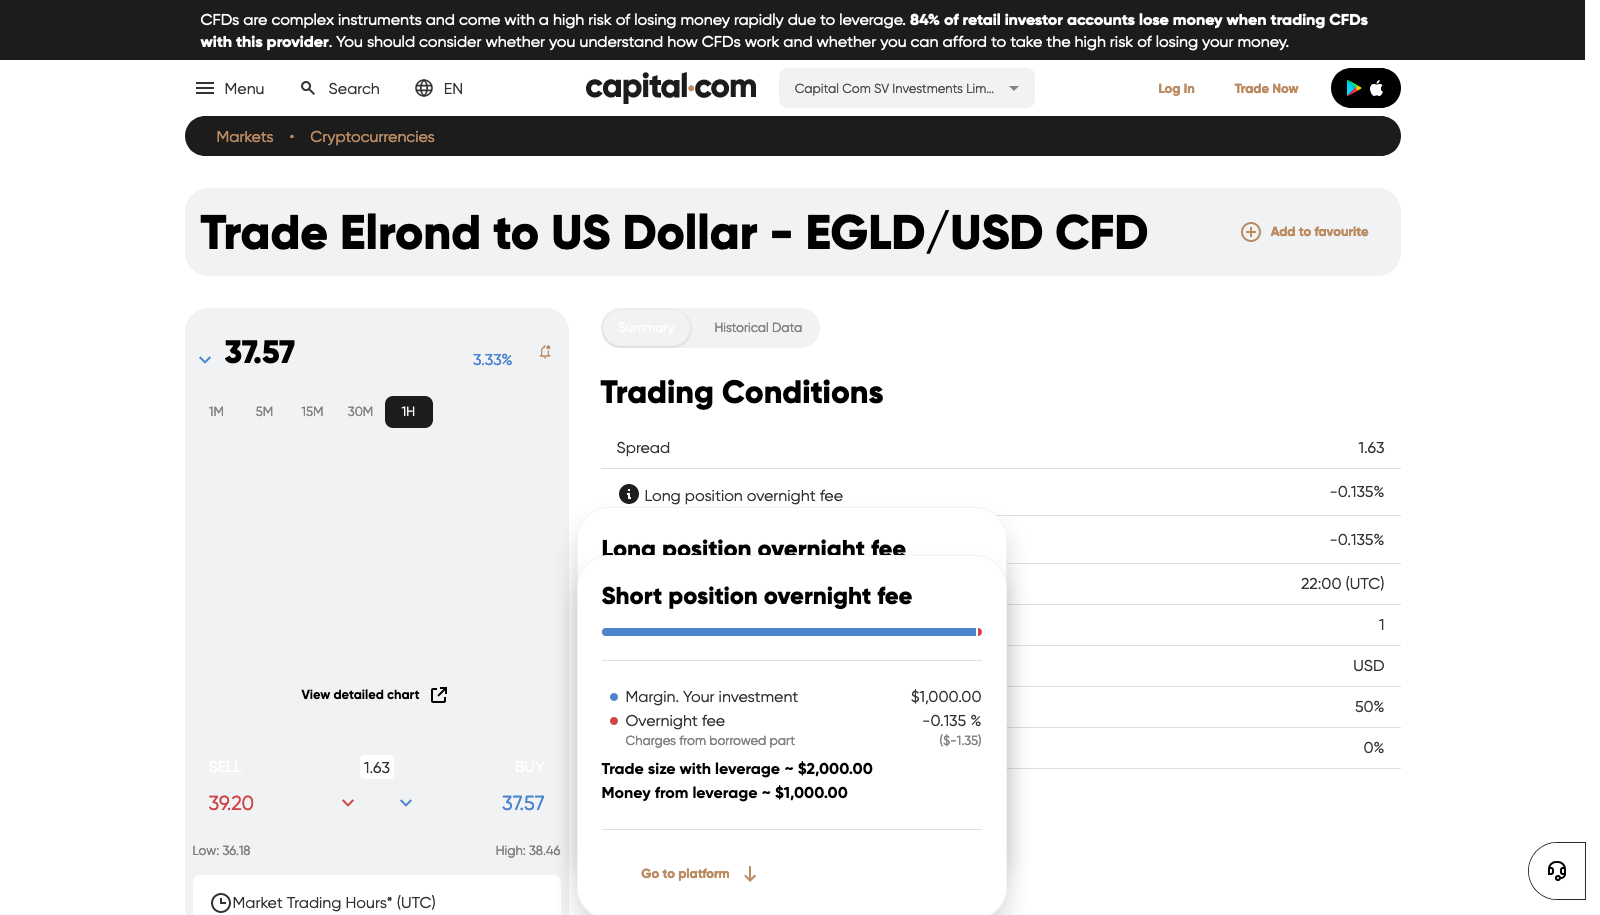 CFDs are complex instruments and come with a high risk of losing money rapidly due to leverage. 84% of retail investor accounts lose money when trading CFDs
with this provider. You should consider whether you understand how CFDs work and whether you can afford to take the high risk of losing your money.
Menu
Search
EN
capital.com
Capital Com SV Investments Lim...
Log In
Trade Now
Markets • Cryptocurrencies
Trade Elrond to US Dollar - EGLD/USD CFD
Add to favourite
37.57
3.33%
1M 5M 15M 30M 1H
View detailed chart
SELL
1.63
BUY
39.20
37.57
Low: 36.18
High: 38.46
Market Trading Hours* (UTC)
Summary
Historical Data
Trading Conditions
Spread 1.63
Long position overnight fee -0.135%
-0.135%
22:00 (UTC)
1
USD
50%
0%
Long position overnight fee
Short position overnight fee
Margin. Your investment $1,000.00
Overnight fee -0.135 %
Charges from borrowed part ($-1.35)
Trade size with leverage ~ $2,000.00
Money from leverage ~ $1,000.00
Go to platform